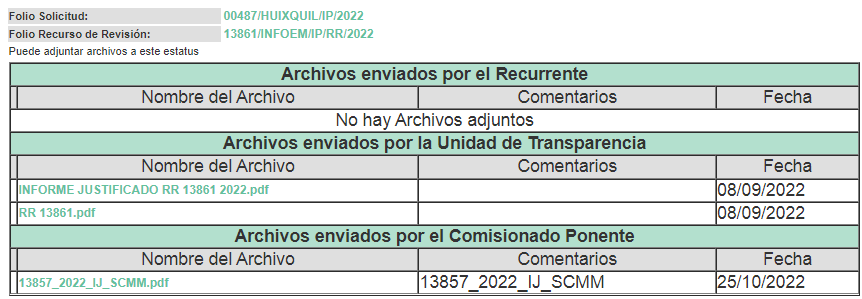 Folio Solicitud: 00487/HUIXQUIL/IP/2022
Folio Recurso de Revisión: 13861/INFOEM/IP/RR/2022
Puede adjuntar archivos a este estatus
Archivos enviados por el Recurrente
Nombre del Archivo Comentarios Fecha
No hay Archivos adjuntos
Archivos enviados por la Unidad de Transparencia
Nombre del Archivo Comentarios Fecha
INFORME JUSTIFICADO RR 13861 2022.pdf 08/09/2022
RR 13861.pdf 08/09/2022
Archivos enviados por el Comisionado Ponente
Nombre del Archivo Comentarios Fecha
13857_2022_IJ_SCMM.pdf 13857_2022_IJ_SCMM 25/10/2022